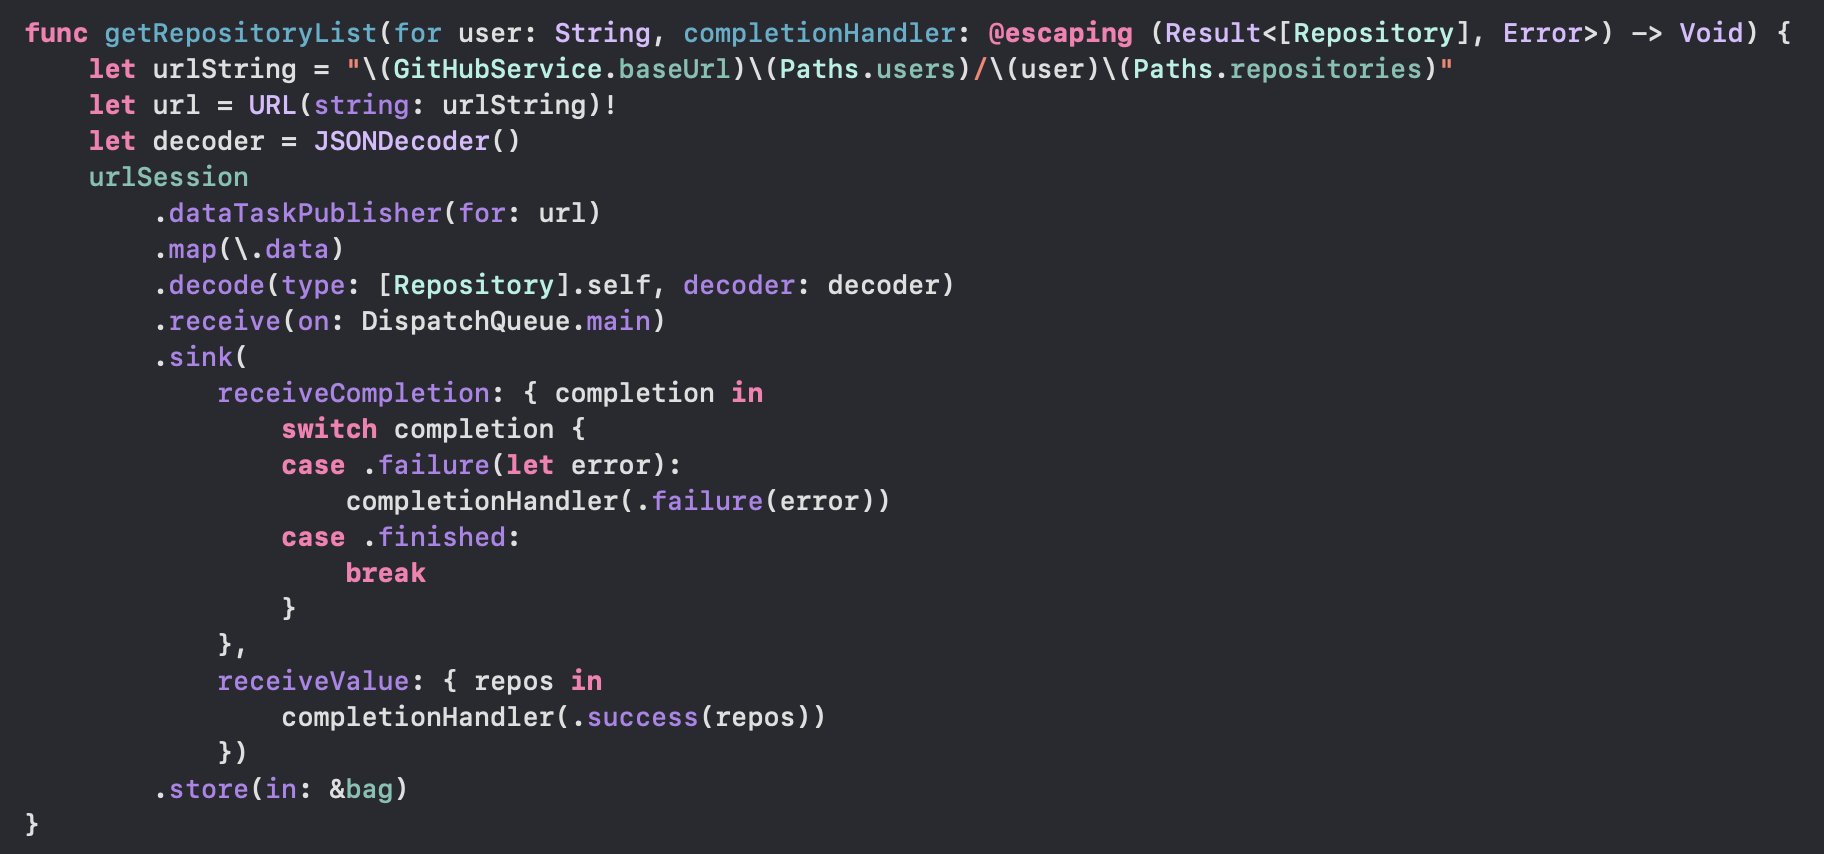 func getRepositoryList(for user: String, completionHandler: @escaping (Result<[Repository], Error>) -> Void) {
    let urlString = "\(GitHubService.baseUrl)\(Paths.users)/\(user)\(Paths.repositories)"
    let url = URL(string: urlString)!
    let decoder = JSONDecoder()
    urlSession
        .dataTaskPublisher(for: url)
        .map(\.data)
        .decode(type: [Repository].self, decoder: decoder)
        .receive(on: DispatchQueue.main)
        .sink(
            receiveCompletion: { completion in
                switch completion {
                case .failure(let error):
                    completionHandler(.failure(error))
                case .finished:
                    break
                }
            },
            receiveValue: { repos in
                completionHandler(.success(repos))
            })
        .store(in: &bag)
}